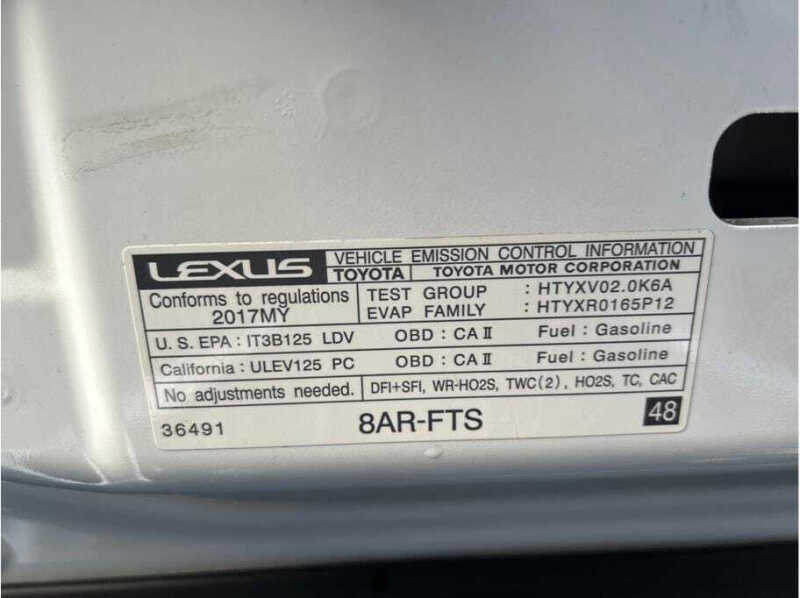 LEXUS
VEHICLE EMISSION CONTROL INFORMATION
TOYOTA TOYOTA MOTOR CORPORATION
Conforms to regulations
2017MY
TEST GROUP : HTYXV02.0K6A
EVAP FAMILY : HTYXR0165P12
U.S. EPA : IT3B125 LDV OBD : CA II Fuel : Gasoline
California : ULEV125 PC OBD : CA II Fuel : Gasoline
No adjustments needed. DFI+SFI, WR-HO2S, TWC(2), HO2S, TC, CAC
36491 8AR-FTS 48